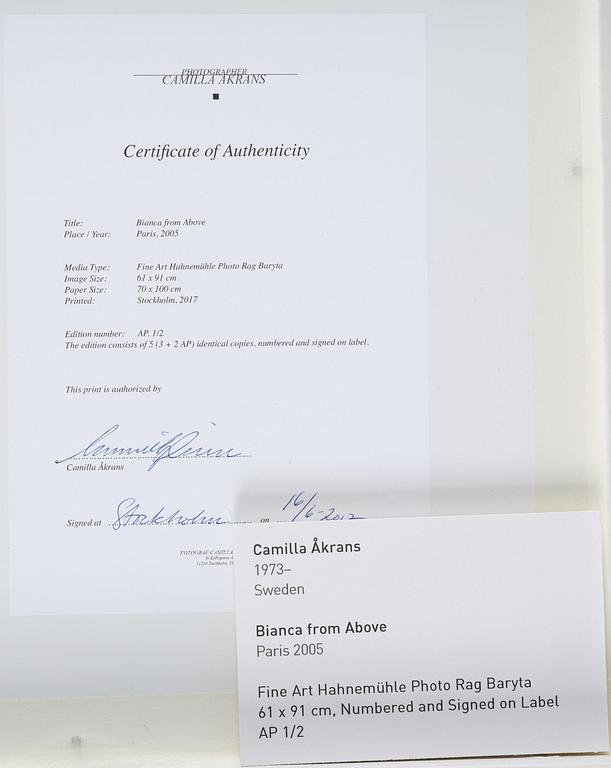 PHOTOGRAPHER
CAMILLA ÅKRANS
Certificate of Authenticity
Title: Bianca from Above
Place / Year: Paris, 2005
Media Type: Fine Art Hahnemühle Photo Rag Baryta
Image Size: 61 x 91 cm
Paper Size: 70 x 100 cm
Printed: Stockholm, 2017
Edition number: AP, 1/2
The edition consists of 5 (3 + 2 AP) identical copies, numbered and signed on label.
This print is authorized by
Camilla Åkrans
Signed at Stockholm on 16/6-
FOTOGRAF CAMILLA
Camilla Åkrans
1973–
Sweden
Bianca from Above
Paris 2005
Fine Art Hahnemühle Photo Rag Baryta
61 x 91 cm, Numbered and Signed on Label
AP 1/2